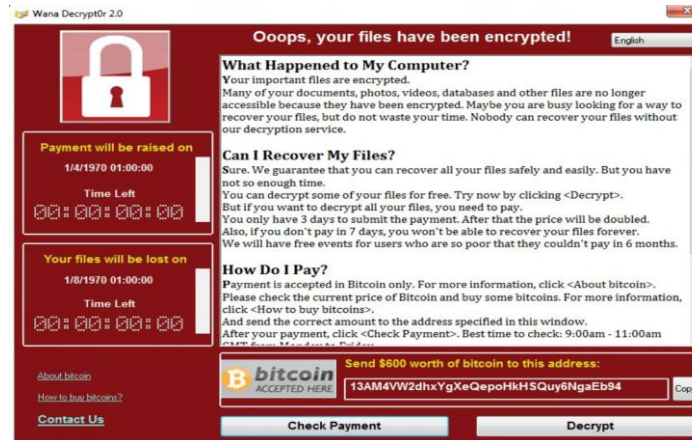 Wana Decrypt0r 2.0
Ooops, your files have been encrypted!
English
What Happened to My Computer?
Your important files are encrypted.
Many of your documents, photos, videos, databases and other files are no longer
accessible because they have been encrypted. Maybe you are busy looking for a way to
recover your files, but do not waste your time. Nobody can recover your files without
our decryption service.
Can I Recover My Files?
Sure. We guarantee that you can recover all your files safely and easily. But you have
not so enough time.
You can decrypt some of your files for free. Try now by clicking <Decrypt>.
But if you want to decrypt all your files, you need to pay.
You only have 3 days to submit the payment. After that the price will be doubled.
Also, if you don't pay in 7 days, you won't be able to recover your files forever.
We will have free events for users who are so poor that they couldn't pay in 6 months.
How Do I Pay?
Payment is accepted in Bitcoin only. For more information, click <About bitcoin>.
Please check the current price of Bitcoin and buy some bitcoins. For more information,
click <How to buy bitcoins>.
And send the correct amount to the address specified in this window.
After your payment, click <Check Payment>. Best time to check: 9:00am - 11:00am
GMT from Monday to Friday
Payment will be raised on
1/4/1970 01:00:00
Time Left
00:00:00:00
Your files will be lost on
1/8/1970 01:00:00
Time Left
00:00:00:00
About bitcoin
How to buy bitcoins?
Contact Us
bitcoin
ACCEPTED HERE
Send $600 worth of bitcoin to this address:
13AM4VW2dhxYgXeQepoHkHSQuy6NgaEb94
Copy
Check Payment
Decrypt